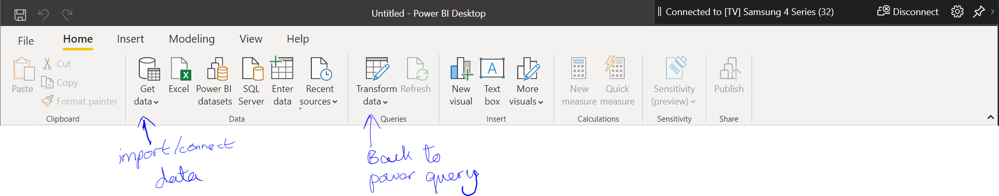 Untitled - Power BI Desktop
Connected to [TV] Samsung 4 Series (32)
Disconnect
File Home Insert Modeling View Help
Paste
Cut
Copy
Format painter
Clipboard
Get data
Excel
Power BI datasets
SQL Server
Enter data
Recent sources
Data
Transform data
Refresh
Queries
New visual
Text box
More visuals
Insert
New measure
Quick measure
Calculations
Sensitivity (preview)
Sensitivity
Publish
Share
import/connect
data
Back to
power query